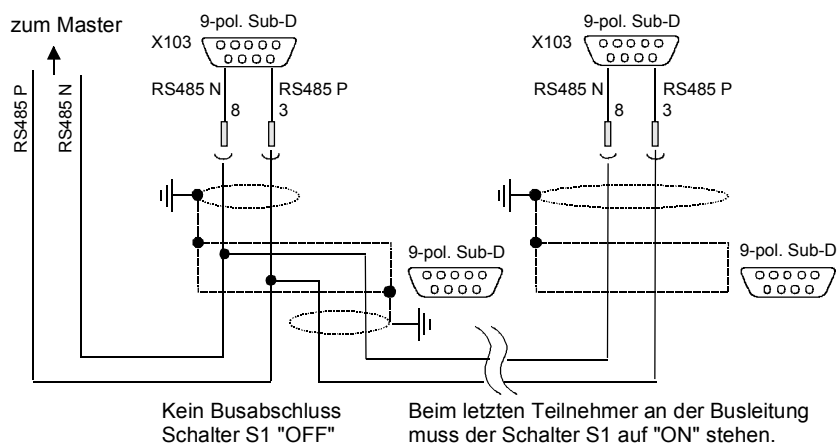 zum Master
9-pol. Sub-D
X103
RS485 N
RS485 P
8
3
RS485 P
RS485 N
9-pol. Sub-D
X103
RS485 N
RS485 P
8
3
9-pol. Sub-D
9-pol. Sub-D
Kein Busabschluss
Schalter S1 "OFF"
Beim letzten Teilnehmer an der Busleitung
muss der Schalter S1 auf "ON" stehen.